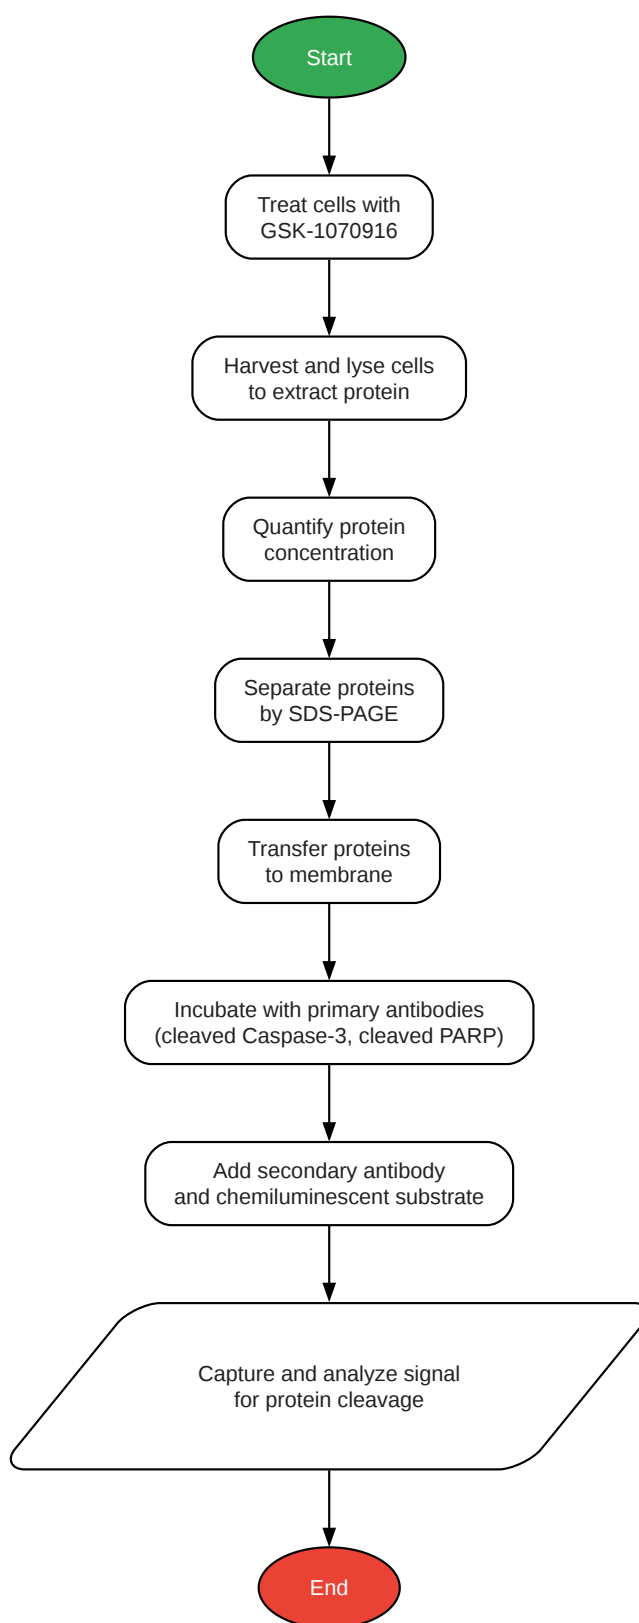 Start
Treat cells with
GSK-1070916
Harvest and lyse cells
to extract protein
Quantify protein
concentration
Separate proteins
by SDS-PAGE
Transfer proteins
to membrane
Incubate with primary antibodies
(cleaved Caspase-3, cleaved PARP)
Add secondary antibody
and chemiluminescent substrate
Capture and analyze signal
for protein cleavage
End